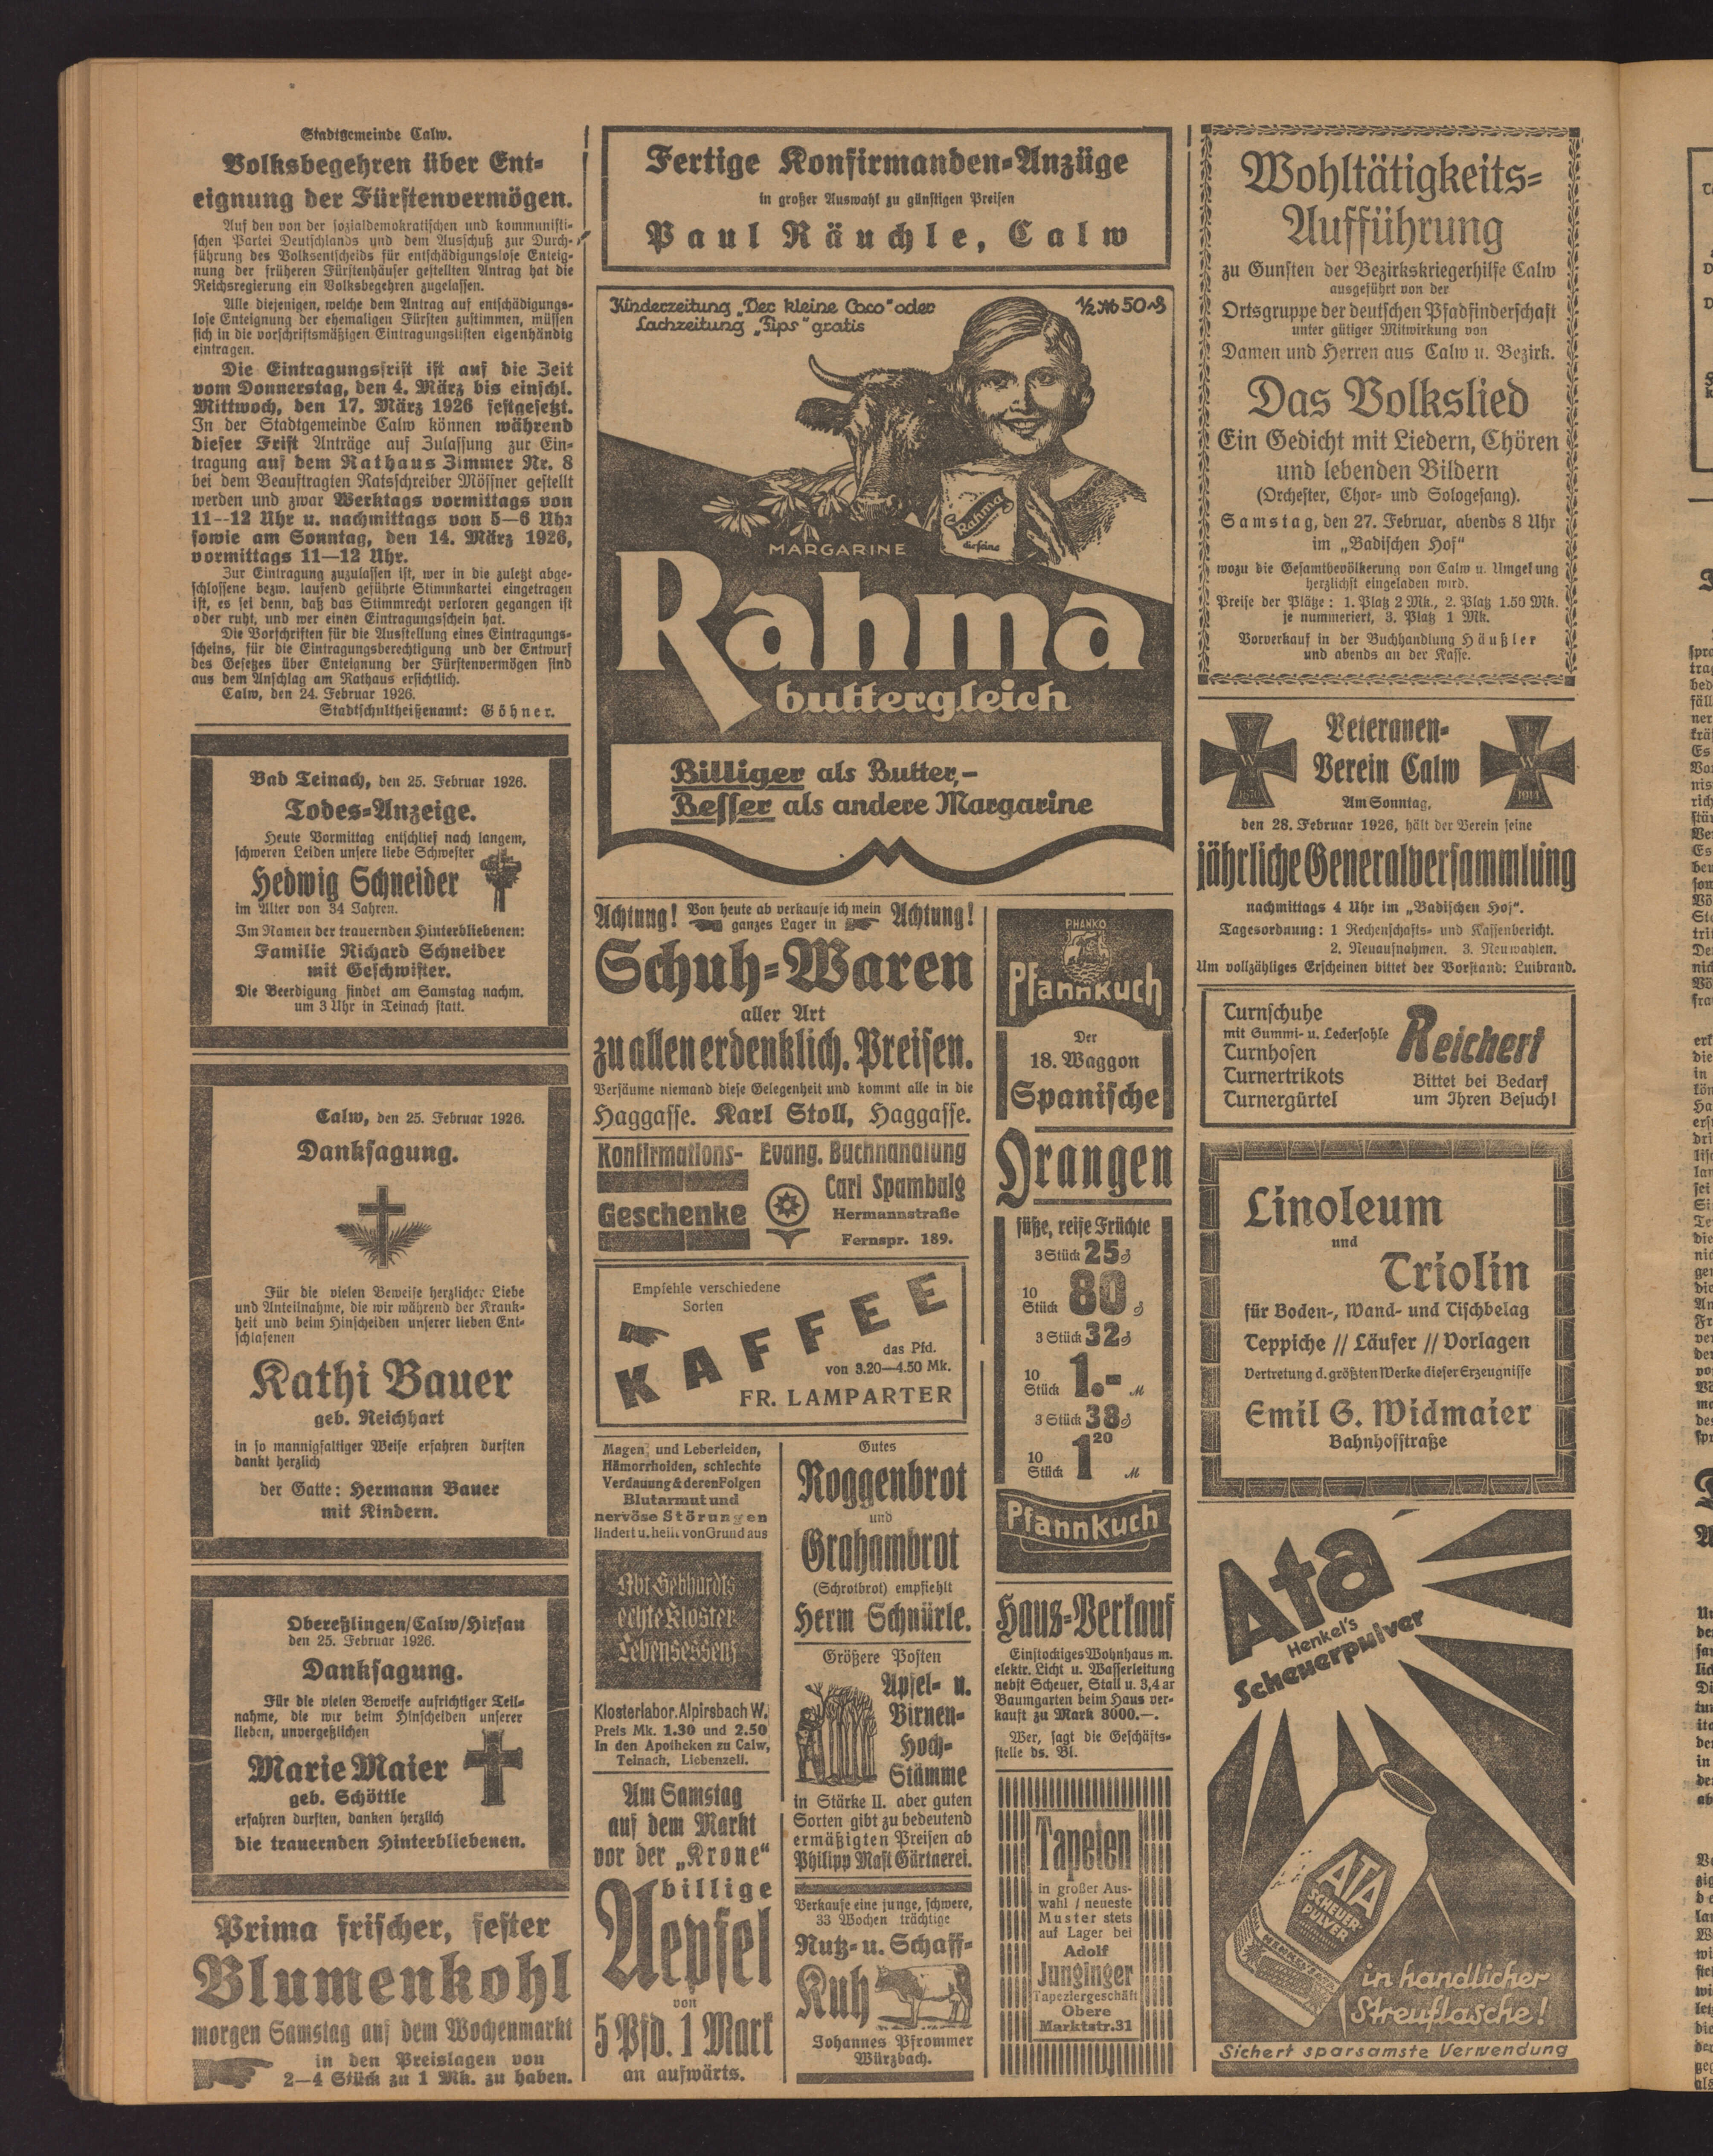 Stadtgemeinde Calw.
Volksbegehren über Ent-
eignung der Fürstenvermögen.
Auf den von der sozialdemokratischen und kommunisti-
schen Partei Deutschlands und dem Ausschuß zur Durch-
führung des Volksentscheids für entschädigungslose Enteig-
nung der früheren Fürstenhäuser gestellten Antrag hat die
Reichsregierung ein Volksbegehren zugelassen.
Alle diejenigen, welche dem Antrag auf entschädigungs-
lose Enteignung der ehemaligen Fürsten zustimmen, müssen
sich in die vorschriftsmäßigen Eintragungslisten eigenhändig
eintragen.
Die Eintragungsfrist ist auf die Zeit
vom Donnerstag, den 4. März bis einschl.
Mittwoch, den 17. März 1926 festgesetzt.
In der Stadtgemeinde Calw können während
dieser Frist Anträge auf Zulassung zur Ein-
tragung auf dem Rathaus Zimmer Nr. 8
bei dem Beauftragten Ratsschreiber Mössner gestellt
werden und zwar Werktags vormittags von
11--12 Uhr u. nachmittags von 5—6 Uhr
sowie am Sonntag, den 14. März 1926,
vormittags 11—12 Uhr.
Zur Eintragung zuzulassen ist, wer in die zuletzt abge-
schlossene bezw. laufend geführte Stimmkartei eingetragen
ist, es sei denn, daß das Stimmrecht verloren gegangen ist
oder ruht, und wer einen Eintragungsschein hat.
Die Vorschriften für die Ausstellung eines Eintragungs-
scheins, für die Eintragungsberechtigung und der Entwurf
des Gesetzes über Enteignung der Fürstenvermögen sind
aus dem Anschlag am Rathaus ersichtlich.
Calw, den 24. Februar 1926.
Stadtschultheißenamt: Göhner.
Bad Teinach, den 25. Februar 1926.
Todes-Anzeige.
Heute Vormittag entschlief nach langem,
schweren Leiden unsere liebe Schwester
Hedwig Schneider
im Alter von 34 Jahren.
Im Namen der trauernden Hinterbliebenen:
Familie Richard Schneider
mit Geschwister.
Die Beerdigung findet am Samstag nachm.
um 3 Uhr in Teinach statt.
Calw, den 25. Februar 1926.
Danksagung.
Für die vielen Beweise herzlicher Liebe
und Anteilnahme, die wir während der Krank-
heit und beim Hinscheiden unserer lieben Ent-
schlafenen
Kathi Bauer
geb. Reichhart
in so mannigfaltiger Weise erfahren durften
dankt herzlich
der Gatte: Hermann Bauer
mit Kindern.
Obereßlingen/Calw/Hirsau
den 25. Februar 1926.
Danksagung.
Für die vielen Beweise aufrichtiger Teil-
nahme, die wir beim Hinscheiden unserer
lieben, unvergeßlichen
Marie Maier
geb. Schöttle
erfahren durften, danken herzlich
die trauernden Hinterbliebenen.
Prima frischer, fester
Blumenkohl
morgen Samstag auf dem Wochenmarkt
in den Preislagen von
2—4 Stück zu 1 Mk. zu haben.
Fertige Konfirmanden-Anzüge
in großer Auswahl zu günstigen Preisen
Paul Räuchle, Calw
Kinderzeitung „Der kleine Coco" oder
Lachzeitung „Fips" gratis
½ ℔ 50 ₰
Rahma
die feine
MARGARINE
Rahma
buttergleich
Billiger als Butter,–
Besser als andere Margarine
Achtung! Von heute ab verkaufe ich mein ganzes Lager in Achtung!
Schuh-Waren
aller Art
zu allen erdenklich. Preisen.
Versäume niemand diese Gelegenheit und kommt alle in die
Haggasse. Karl Stoll, Haggasse.
Konfirmations-
Geschenke
Evang. Buchhandlung
Carl Spambalg
Hermannstraße
Fernspr. 189.
Empfehle verschiedene
Sorten
KAFFEE
das Pfd.
von 3.20—4.50 Mk.
FR. LAMPARTER
Magen- und Leberleiden,
Hämorrhoiden, schlechte
Verdauung & deren Folgen
Blutarmut und
nervöse Störungen
lindert u. heilt von Grund aus
Abt Gebhardts
echte Kloster
Lebensessenz
Klosterlabor. Alpirsbach W.
Preis Mk. 1.30 und 2.50
In den Apotheken zu Calw,
Teinach, Liebenzell.
Am Samstag
auf dem Markt
vor der „Krone"
billige
Aepfel
von
5 Pfd. 1 Mark
an aufwärts.
Gutes
Roggenbrot
und
Grahambrot
(Schrotbrot) empfiehlt
Herm Schnürle.
Größere Posten
Apfel- u.
Birnen-
Hoch-
Stämme
in Stärke II. aber guten
Sorten gibt zu bedeutend
ermäßigten Preisen ab
Philipp Mast Gärtnerei.
Verkaufe eine junge, schwere,
33 Wochen trächtige
Nutz- u. Schaff-
Kuh
Johannes Pfrommer
Würzbach.
PHANKO
Pfannkuch
Der
18. Waggon
Spanische
Orangen
süße, reife Früchte
3 Stück 25 ₰
10 Stück 80 ₰
3 Stück 32 ₰
10 Stück 1.- M
3 Stück 38 ₰
10 Stück 1 20 M
Pfannkuch
Haus-Verkauf
Einstockiges Wohnhaus m.
elektr. Licht u. Wasserleitung
nebst Scheuer, Stall u. 3,4 ar
Baumgarten beim Haus ver-
kauft zu Mark 3000.—.
Wer, sagt die Geschäfts-
stelle ds. Bl.
Tapeten
in großer Aus-
wahl / neueste
Muster stets
auf Lager bei
Adolf
Junginger
Tapeziergeschäft
Obere
Marktstr. 31
Wohltätigkeits-
Aufführung
zu Gunsten der Bezirkskriegerhilfe Calw
ausgeführt von der
Ortsgruppe der deutschen Pfadfinderschaft
unter gütiger Mitwirkung von
Damen und Herren aus Calw u. Bezirk.
Das Volkslied
Ein Gedicht mit Liedern, Chören
und lebenden Bildern
(Orchester, Chor- und Sologesang).
Samstag, den 27. Februar, abends 8 Uhr
im „Badischen Hof"
wozu die Gesamtbevölkerung von Calw u. Umgebung
herzlichst eingeladen wird.
Preise der Plätze: 1. Platz 2 Mk., 2. Platz 1.50 Mk.
je nummeriert, 3. Platz 1 Mk.
Vorverkauf in der Buchhandlung Häußler
und abends an der Kasse.
W
1870
W
1914
Veteranen-
Verein Calw
Am Sonntag,
den 28. Februar 1926, hält der Verein seine
jährliche Generalversammlung
nachmittags 4 Uhr im „Badischen Hof".
Tagesordnung: 1 Rechenschafts- und Kassenbericht.
2. Neuaufnahmen. 3. Neuwahlen.
Um vollzähliges Erscheinen bittet der Vorstand: Luibrand.
Turnschuhe
mit Gummi- u. Ledersohle
Turnhosen
Turnertrikots
Turnergürtel
Reichert
Bittet bei Bedarf
um Ihren Besuch!
Linoleum
und
Triolin
für Boden-, Wand- und Tischbelag
Teppiche // Läufer // Vorlagen
Vertretung d. größten Werke dieser Erzeugnisse
Emil G. Widmaier
Bahnhofstraße
Ata
Henkel's
Scheuerpulver
ATA
SCHEUER-
PULVER
in handlicher
Streuflasche!
Sichert sparsamste Verwendung